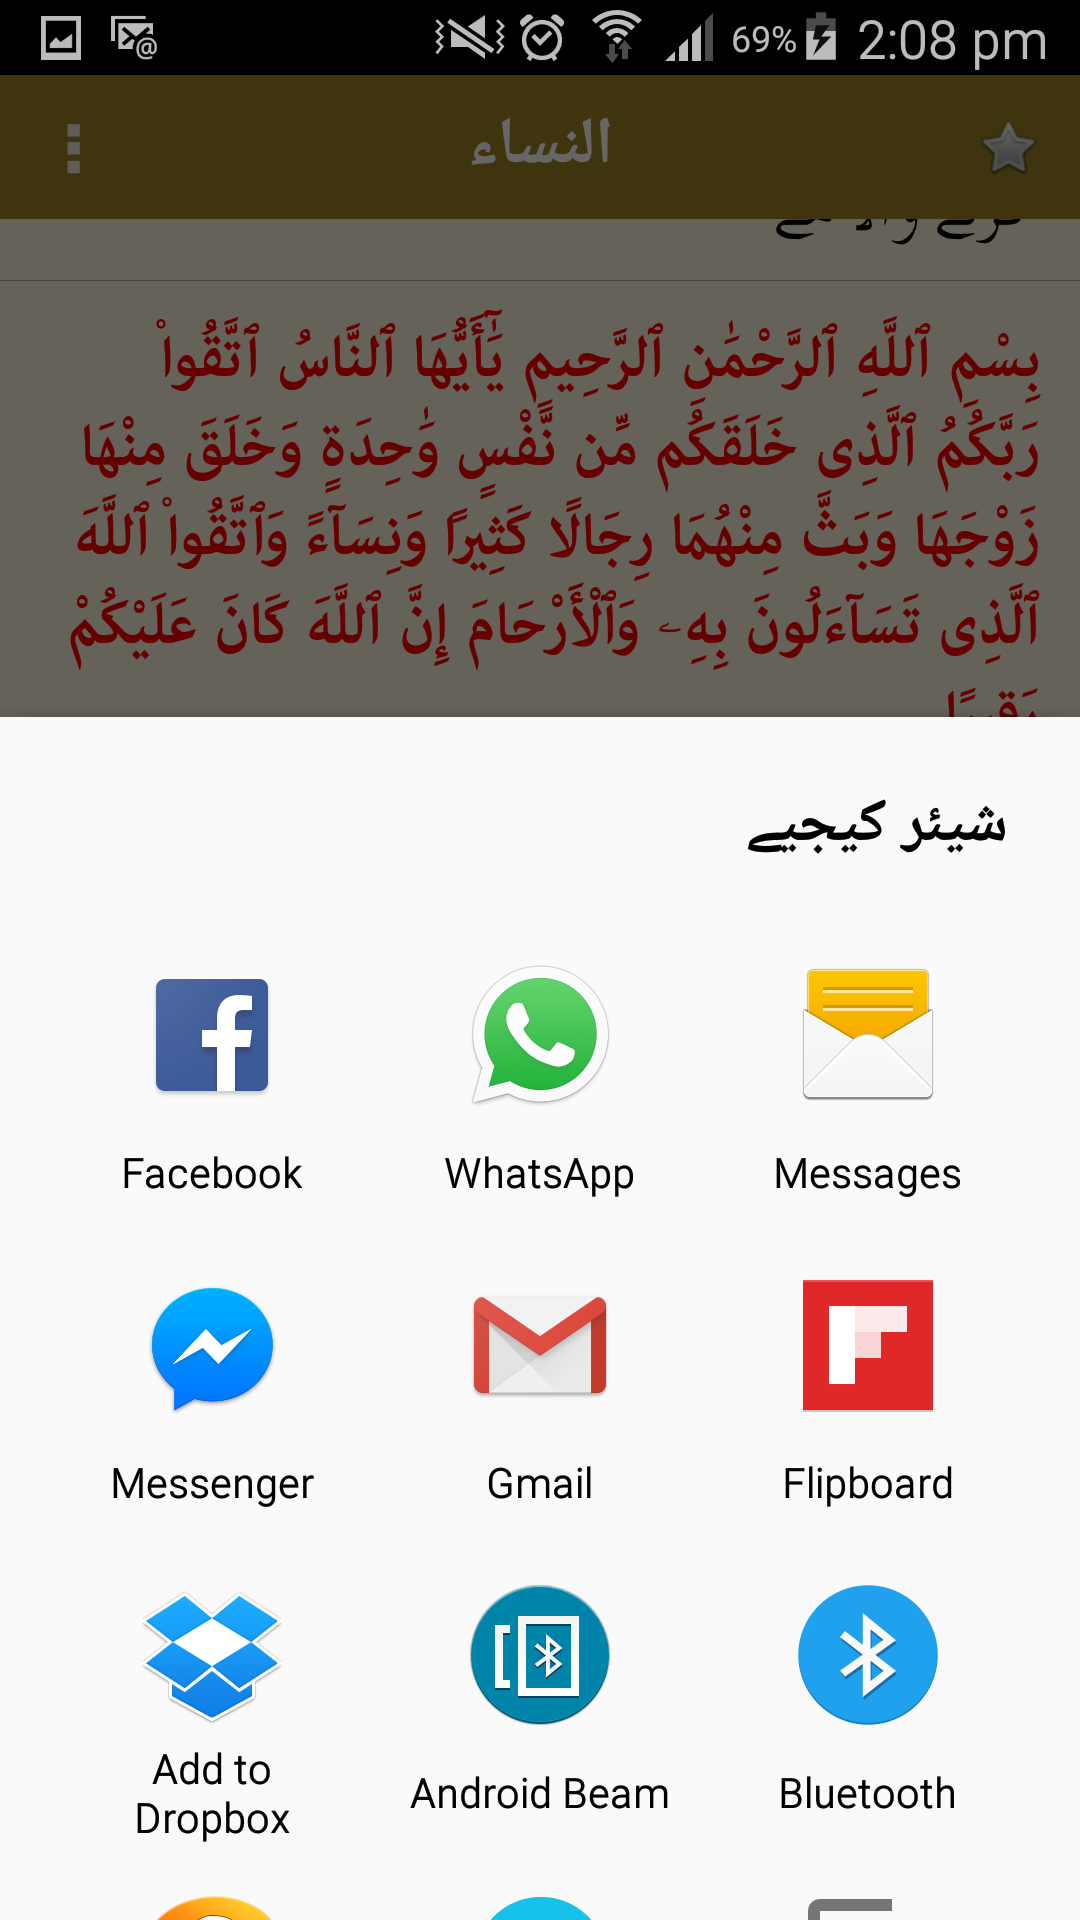 69% 2:08 pm
النساء
بِسْمِ ٱللَّهِ ٱلرَّحْمَٰنِ ٱلرَّحِيمِ يَٰٓأَيُّهَا ٱلنَّاسُ ٱتَّقُوا۟
رَبَّكُمُ ٱلَّذِى خَلَقَكُم مِّن نَّفْسٍ وَٰحِدَةٍ وَخَلَقَ مِنْهَا
زَوْجَهَا وَبَثَّ مِنْهُمَا رِجَالًا كَثِيرًا وَنِسَآءً وَٱتَّقُوا۟ ٱللَّهَ
ٱلَّذِى تَسَآءَلُونَ بِهِۦ وَٱلْأَرْحَامَ إِنَّ ٱللَّهَ كَانَ عَلَيْكُمْ
شیئر کیجیے
Facebook WhatsApp Messages
Messenger Gmail Flipboard
Add to Dropbox Android Beam Bluetooth